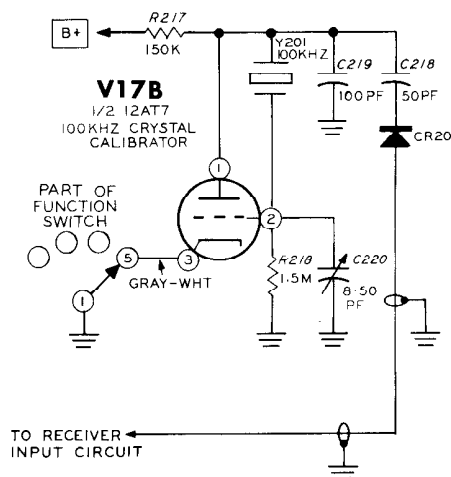 B+
R217
150K
Y201
100KHZ
C219
100PF
C218
50PF
CR20
V17B
1/2 12AT7
100KHZ CRYSTAL
CALIBRATOR
1
PART OF
FUNCTION
SWITCH
5
3
2
GRAY-WHT
1
R218
1.5M
C220
8-50
PF
TO RECEIVER
INPUT CIRCUIT